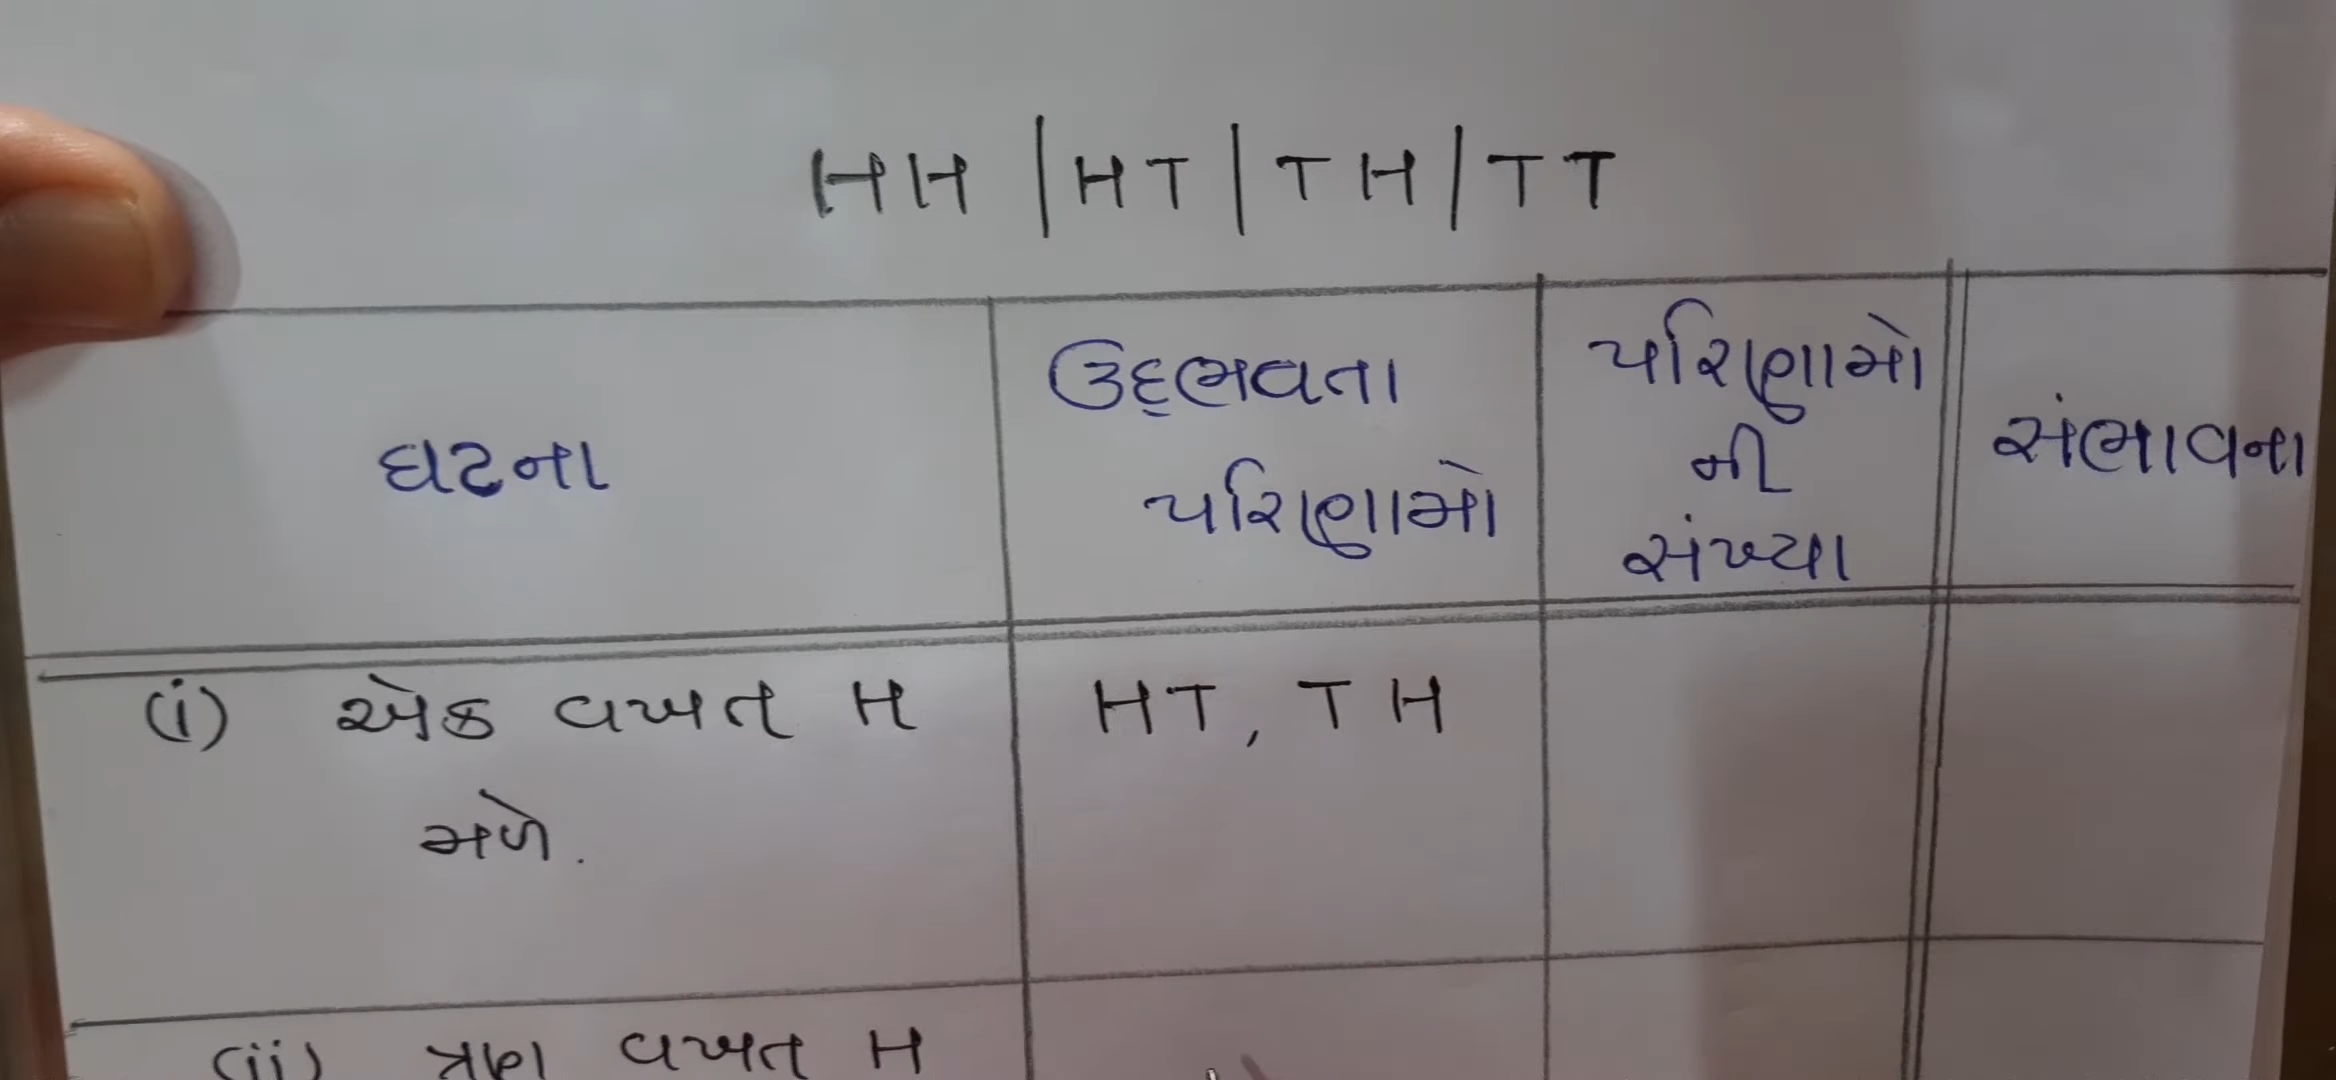 HH | HT | TH | TT
ઘટના
ઉદ્ભવતા
પરિણામો
પરિણામો
ની
સંખ્યા
સંભાવના
(i) એક વખત H
મળે.
HT, TH
(ii) ત્રણ વખત H